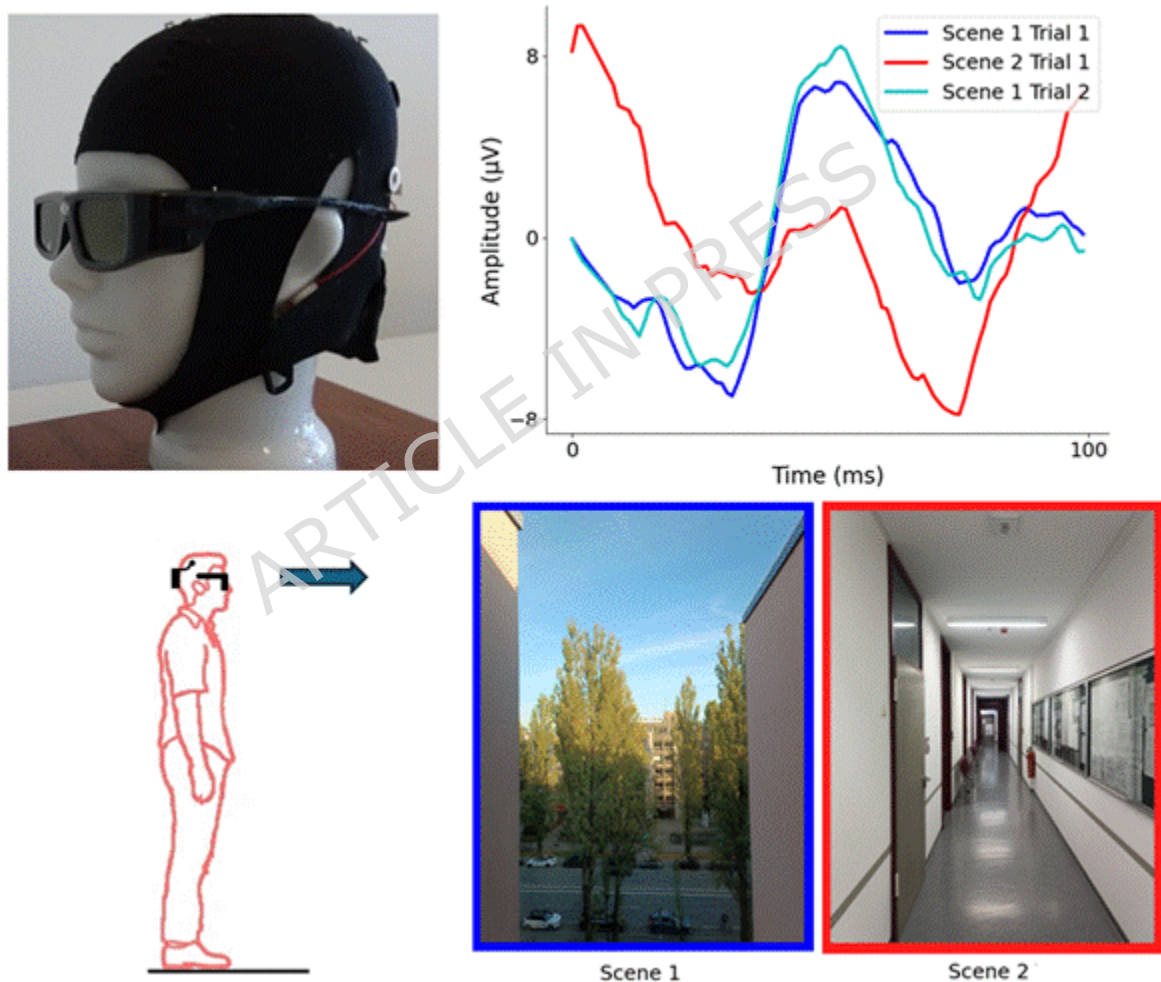 Scene 1 Trial 1
Scene 2 Trial 1
Scene 1 Trial 2
8
0
−8
Amplitude (µV)
0
100
Time (ms)
ARTICLE IN PRESS
Scene 1
Scene 2